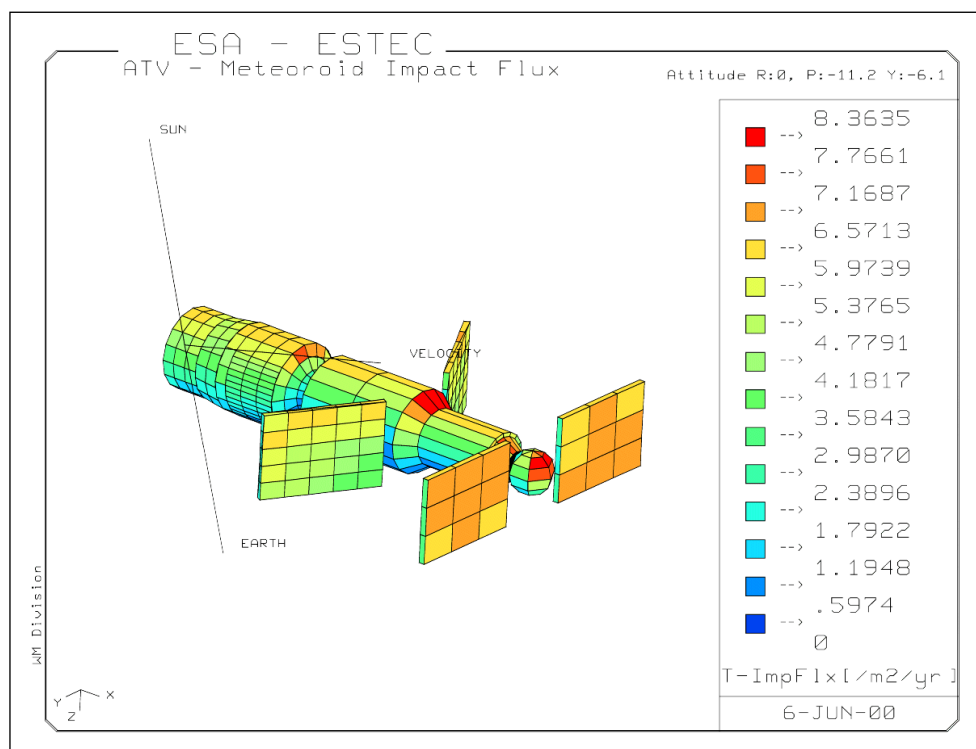 ESA - ESTEC
ATV - Meteoroid Impact Flux
Attitude R:0, P:-11.2 Y:-6.1
SUN
VELOCITY
EARTH
8.3635
--> 7.7661
--> 7.1687
--> 6.5713
--> 5.9739
--> 5.3765
--> 4.7791
--> 4.1817
--> 3.5843
--> 2.9870
--> 2.3896
--> 1.7922
--> 1.1948
--> .5974
--> 0
T-ImpFlx[/m2/yr]
6-JUN-00
WM Division
Y X
Z